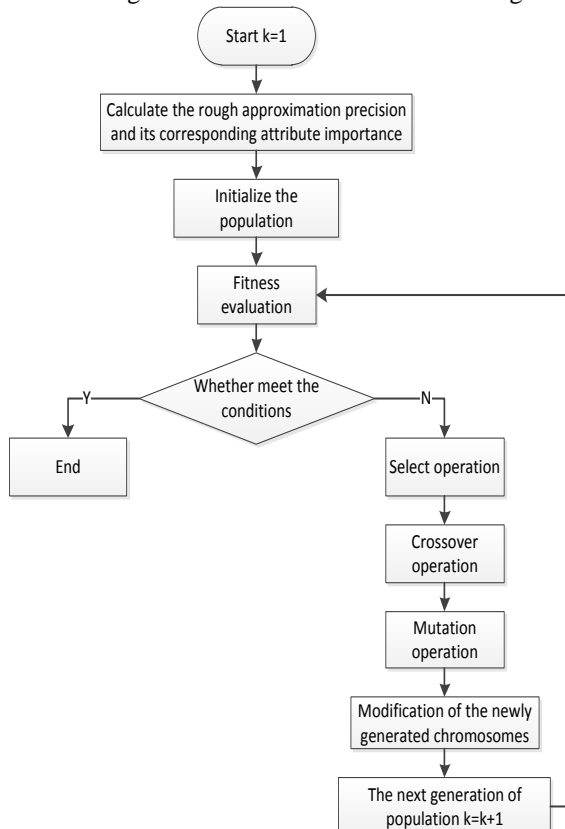 Start k=1
Calculate the rough approximation precision
and its corresponding attribute importance
Initialize the
population
Fitness
evaluation
Whether meet the
conditions
Y
N
End
Select operation
Crossover
operation
Mutation
operation
Modification of the newly
generated chromosomes
The next generation of
population k=k+1